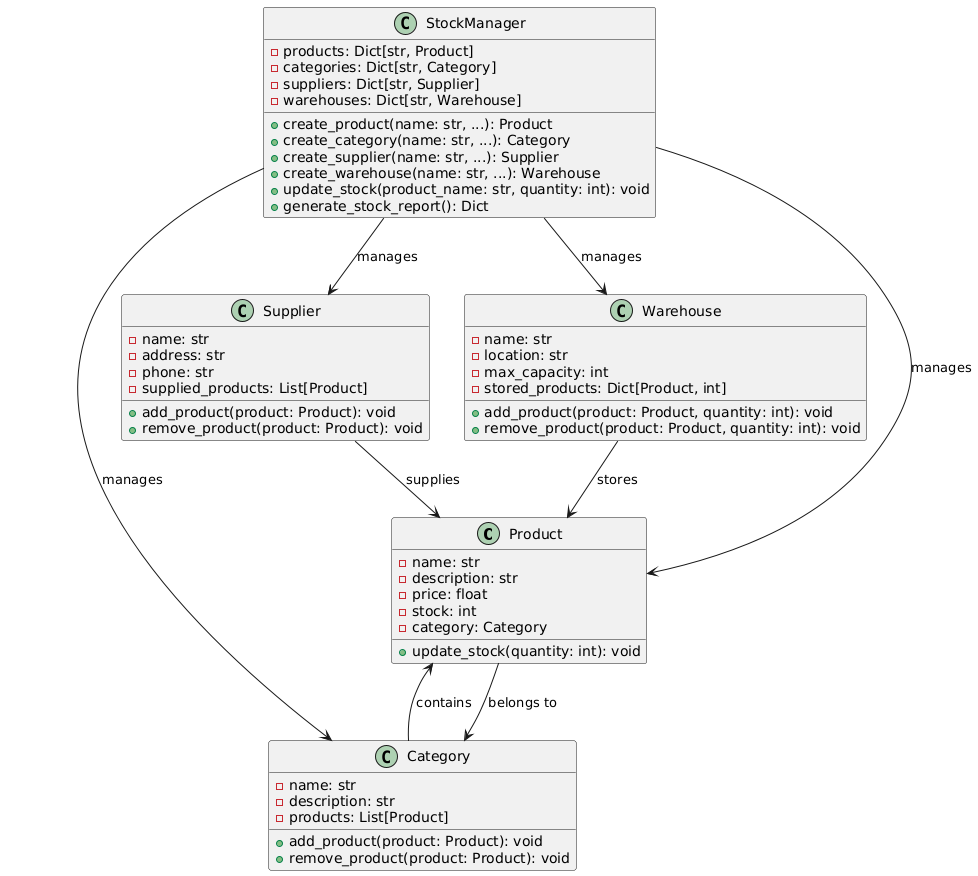 C StockManager
products: Dict[str, Product]
categories: Dict[str, Category]
suppliers: Dict[str, Supplier]
warehouses: Dict[str, Warehouse]
create_product(name: str, ...): Product
create_category(name: str, ...): Category
create_supplier(name: str, ...): Supplier
create_warehouse(name: str, ...): Warehouse
update_stock(product_name: str, quantity: int): void
generate_stock_report(): Dict
manages
manages
C Supplier
name: str
address: str
phone: str
supplied_products: List[Product]
add_product(product: Product): void
remove_product(product: Product): void
C Warehouse
name: str
location: str
max_capacity: int
stored_products: Dict[Product, int]
add_product(product: Product, quantity: int): void
remove_product(product: Product, quantity: int): void
manages
manages
supplies
stores
C Product
name: str
description: str
price: float
stock: int
category: Category
update_stock(quantity: int): void
contains
belongs to
C Category
name: str
description: str
products: List[Product]
add_product(product: Product): void
remove_product(product: Product): void